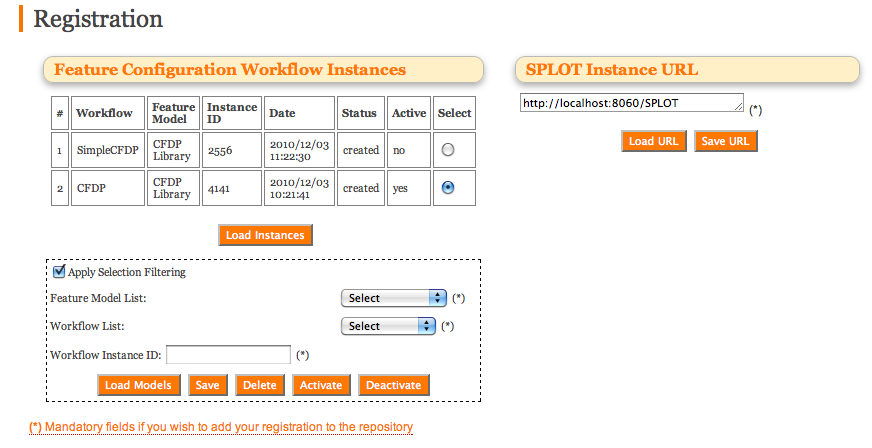 Registration
Feature Configuration Workflow Instances
# Workflow Feature Model Instance ID Date Status Active Select
1 SimpleCFDP CFDP Library 2556 2010/12/03 11:22:30 created no
2 CFDP CFDP Library 4141 2010/12/03 10:21:41 created yes
Load Instances
Apply Selection Filtering
Feature Model List: Select (*)
Workflow List: Select (*)
Workflow Instance ID: (*)
Load Models Save Delete Activate Deactivate
(*) Mandatory fields if you wish to add your registration to the repository
SPLOT Instance URL
http://localhost:8060/SPLOT (*)
Load URL Save URL